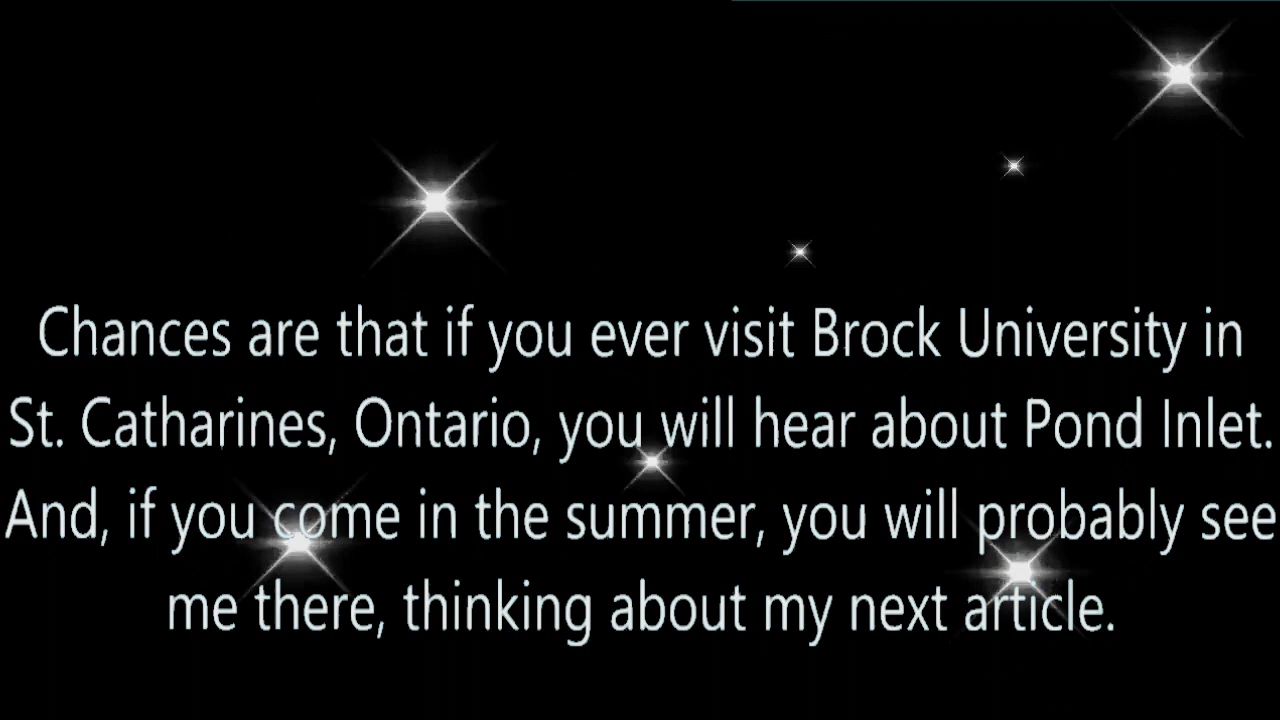 Chances are that if you ever visit Brock University in
St. Catharines, Ontario, you will hear about Pond Inlet.
And, if you come in the summer, you will probably see
me there, thinking about my next article.